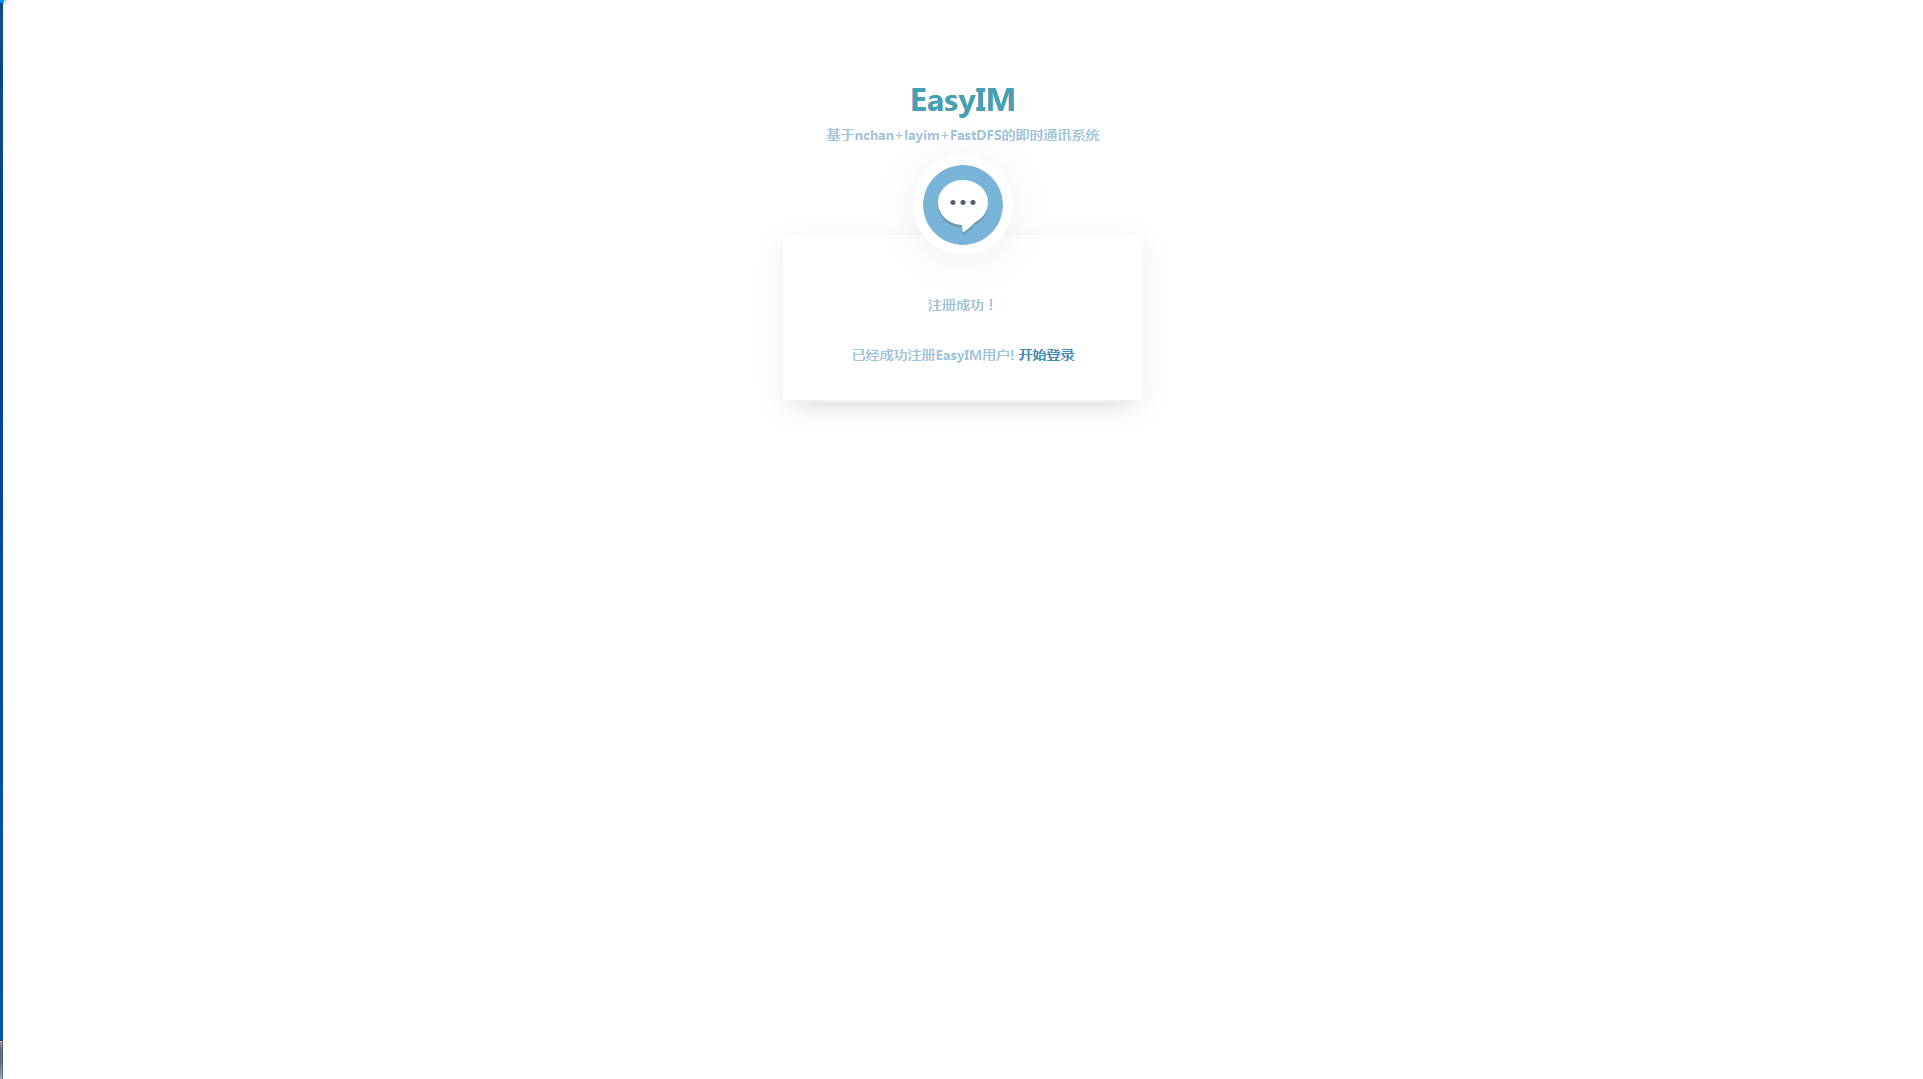 EasyIM
基于nchan+layim+FastDFS的即时通讯系统
注册成功！
已经成功注册EasyIM用户! 开始登录